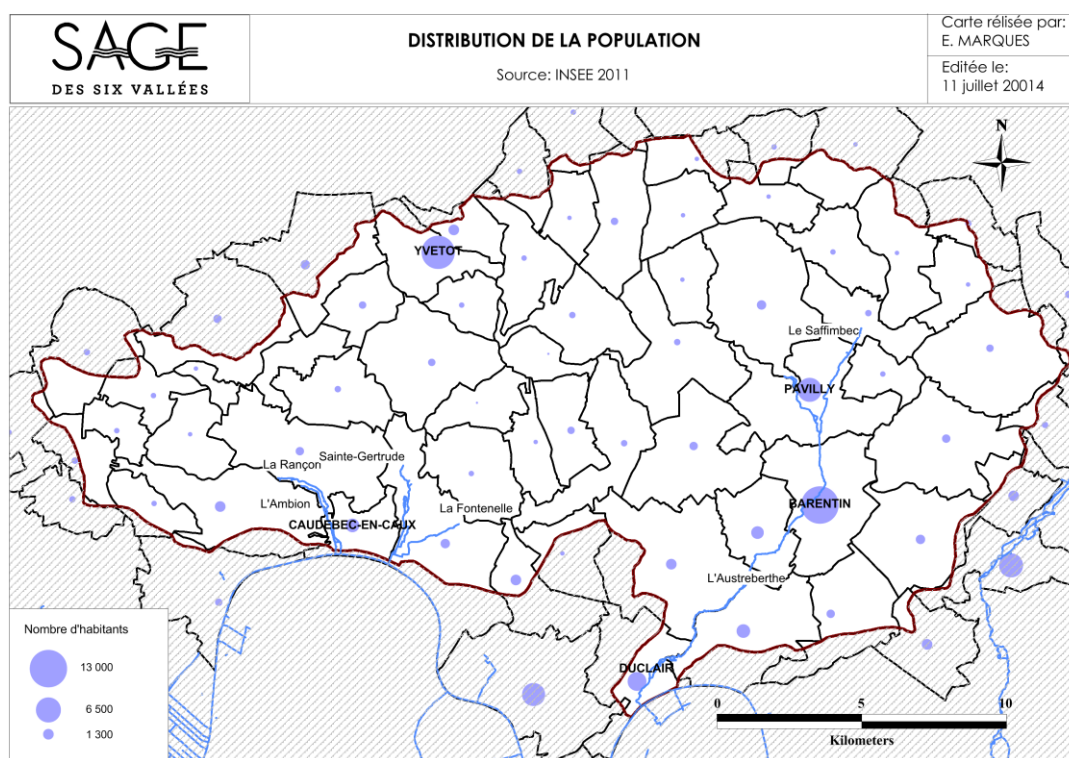 SAGE
DES SIX VALLÉES
DISTRIBUTION DE LA POPULATION
Source: INSEE 2011
Carte rélisée par:
E. MARQUES
Editée le:
11 juillet 20014
N
YVETOT
Le Saffimbec
PAVILLY
Sainte-Gertrude
La Rançon
L'Ambion
La Fontenelle
BARENTIN
CAUDEBEC-EN-CAUX
L'Austreberthe
DUCLAIR
Nombre d'habitants
13 000
6 500
1 300
0 5 10
Kilometers